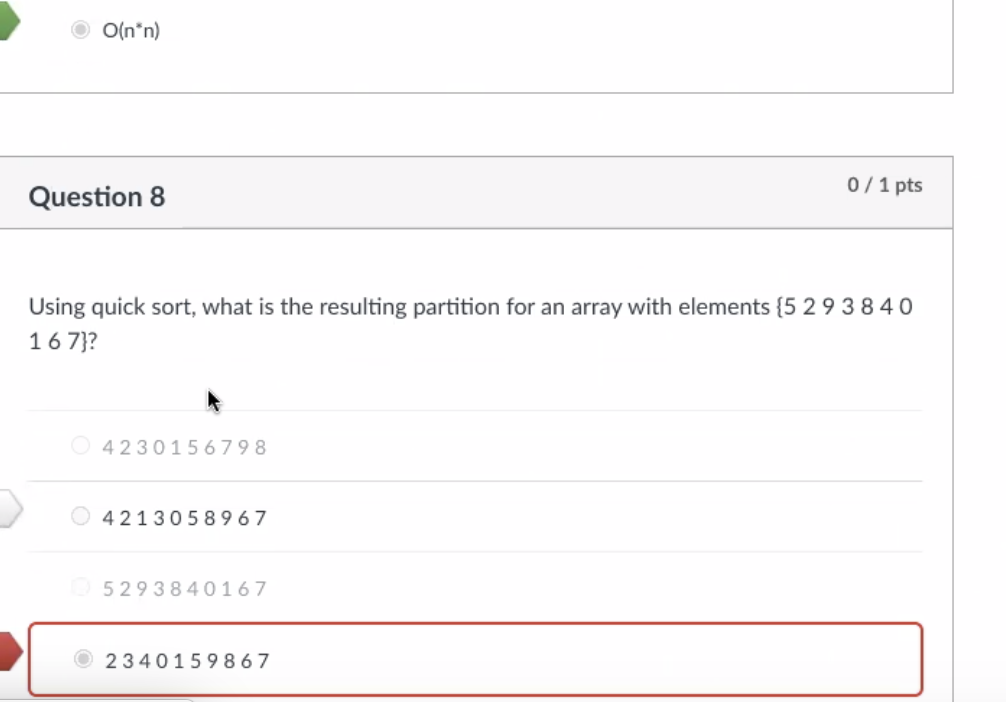 O(n*n)
Question 8
0 / 1 pts
Using quick sort, what is the resulting partition for an array with elements {5 2 9 3 8 4 0
1 6 7}?
4 2 3 0 1 5 6 7 9 8
4 2 1 3 0 5 8 9 6 7
5 2 9 3 8 4 0 1 6 7
2 3 4 0 1 5 9 8 6 7